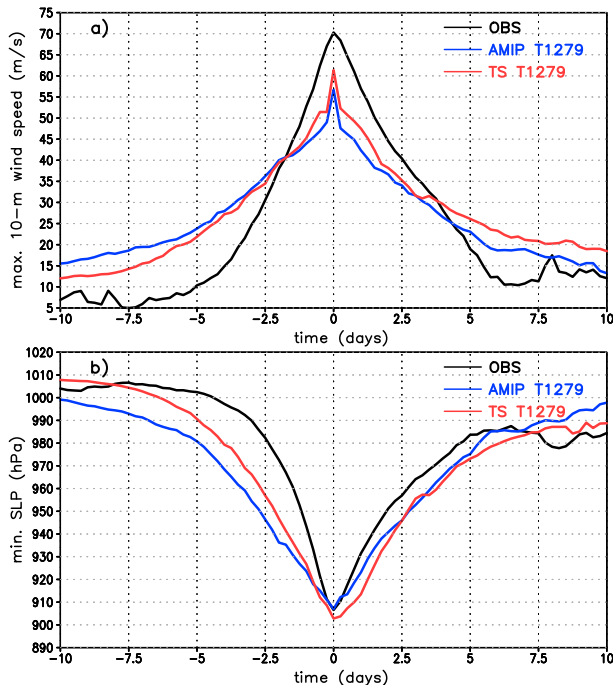 a)
OBS
AMIP T1279
TS T1279
max. 10-m wind speed (m/s)
75
70
65
60
55
50
45
40
35
30
25
20
15
10
5
-10 -7.5 -5 -2.5 0 2.5 5 7.5 10
time (days)
b)
OBS
AMIP T1279
TS T1279
min. SLP (hPa)
1020
1010
1000
990
980
970
960
950
940
930
920
910
900
890
-10 -7.5 -5 -2.5 0 2.5 5 7.5 10
time (days)